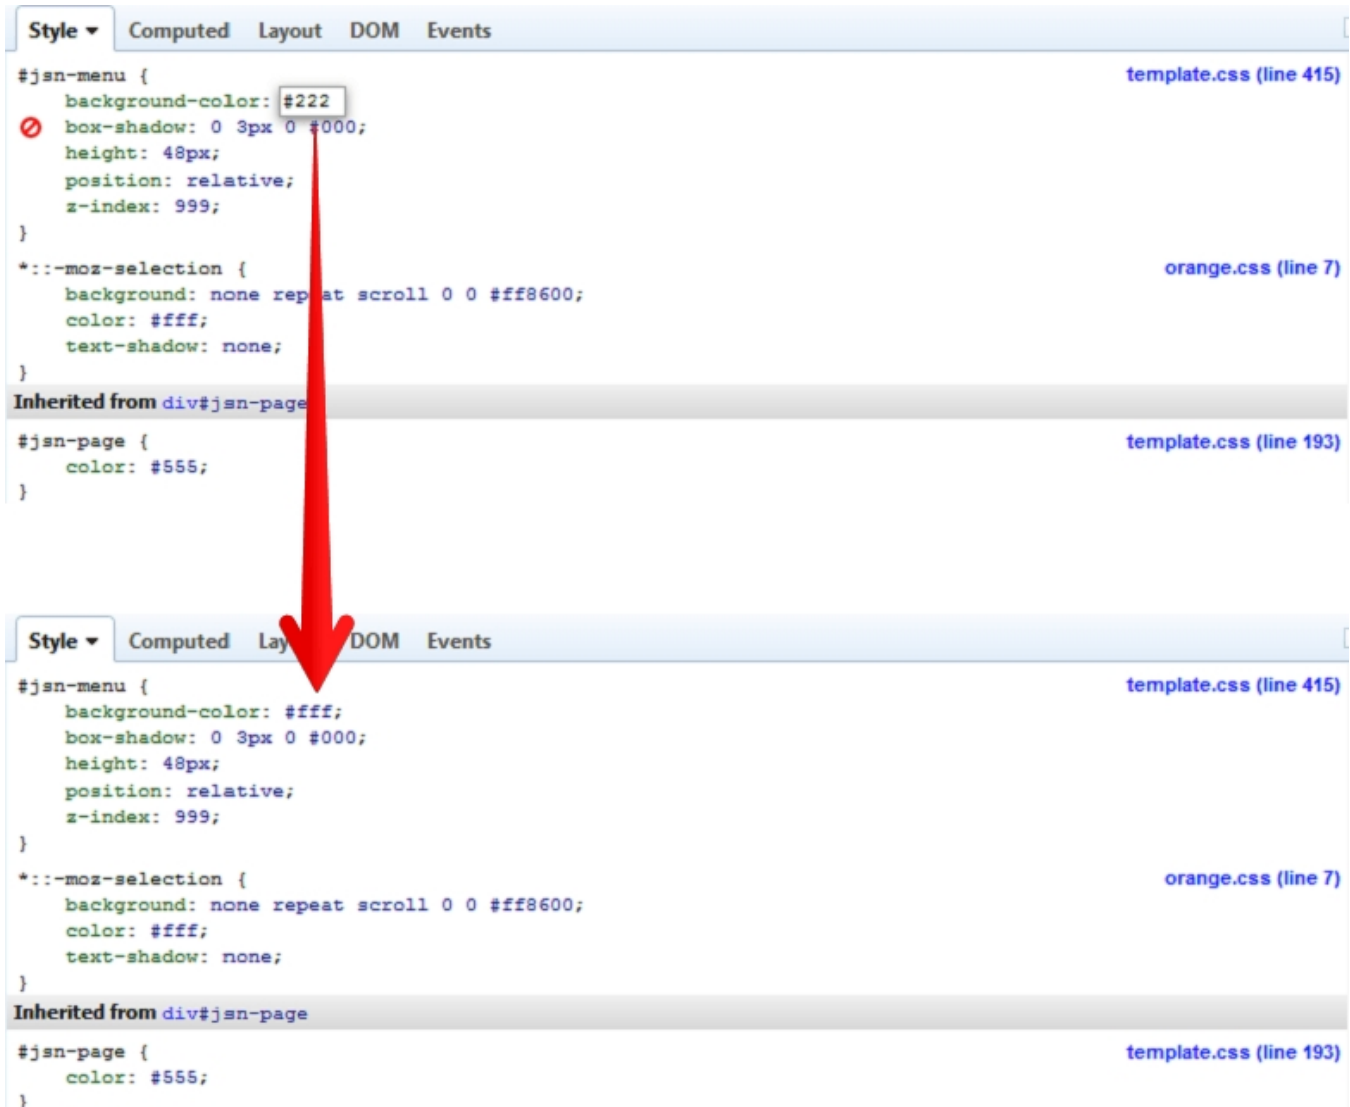 Style Computed Layout DOM Events
#jsn-menu { template.css (line 415)
background-color: #222
box-shadow: 0 3px 0 #000;
height: 48px;
position: relative;
z-index: 999;
}
*::-moz-selection { orange.css (line 7)
background: none repeat scroll 0 0 #ff8600;
color: #fff;
text-shadow: none;
}
Inherited from div#jsn-page
#jsn-page { template.css (line 193)
color: #555;
}
Style Computed Lay DOM Events
#jsn-menu { template.css (line 415)
background-color: #fff;
box-shadow: 0 3px 0 #000;
height: 48px;
position: relative;
z-index: 999;
}
*::-moz-selection { orange.css (line 7)
background: none repeat scroll 0 0 #ff8600;
color: #fff;
text-shadow: none;
}
Inherited from div#jsn-page
#jsn-page { template.css (line 193)
color: #555;
}